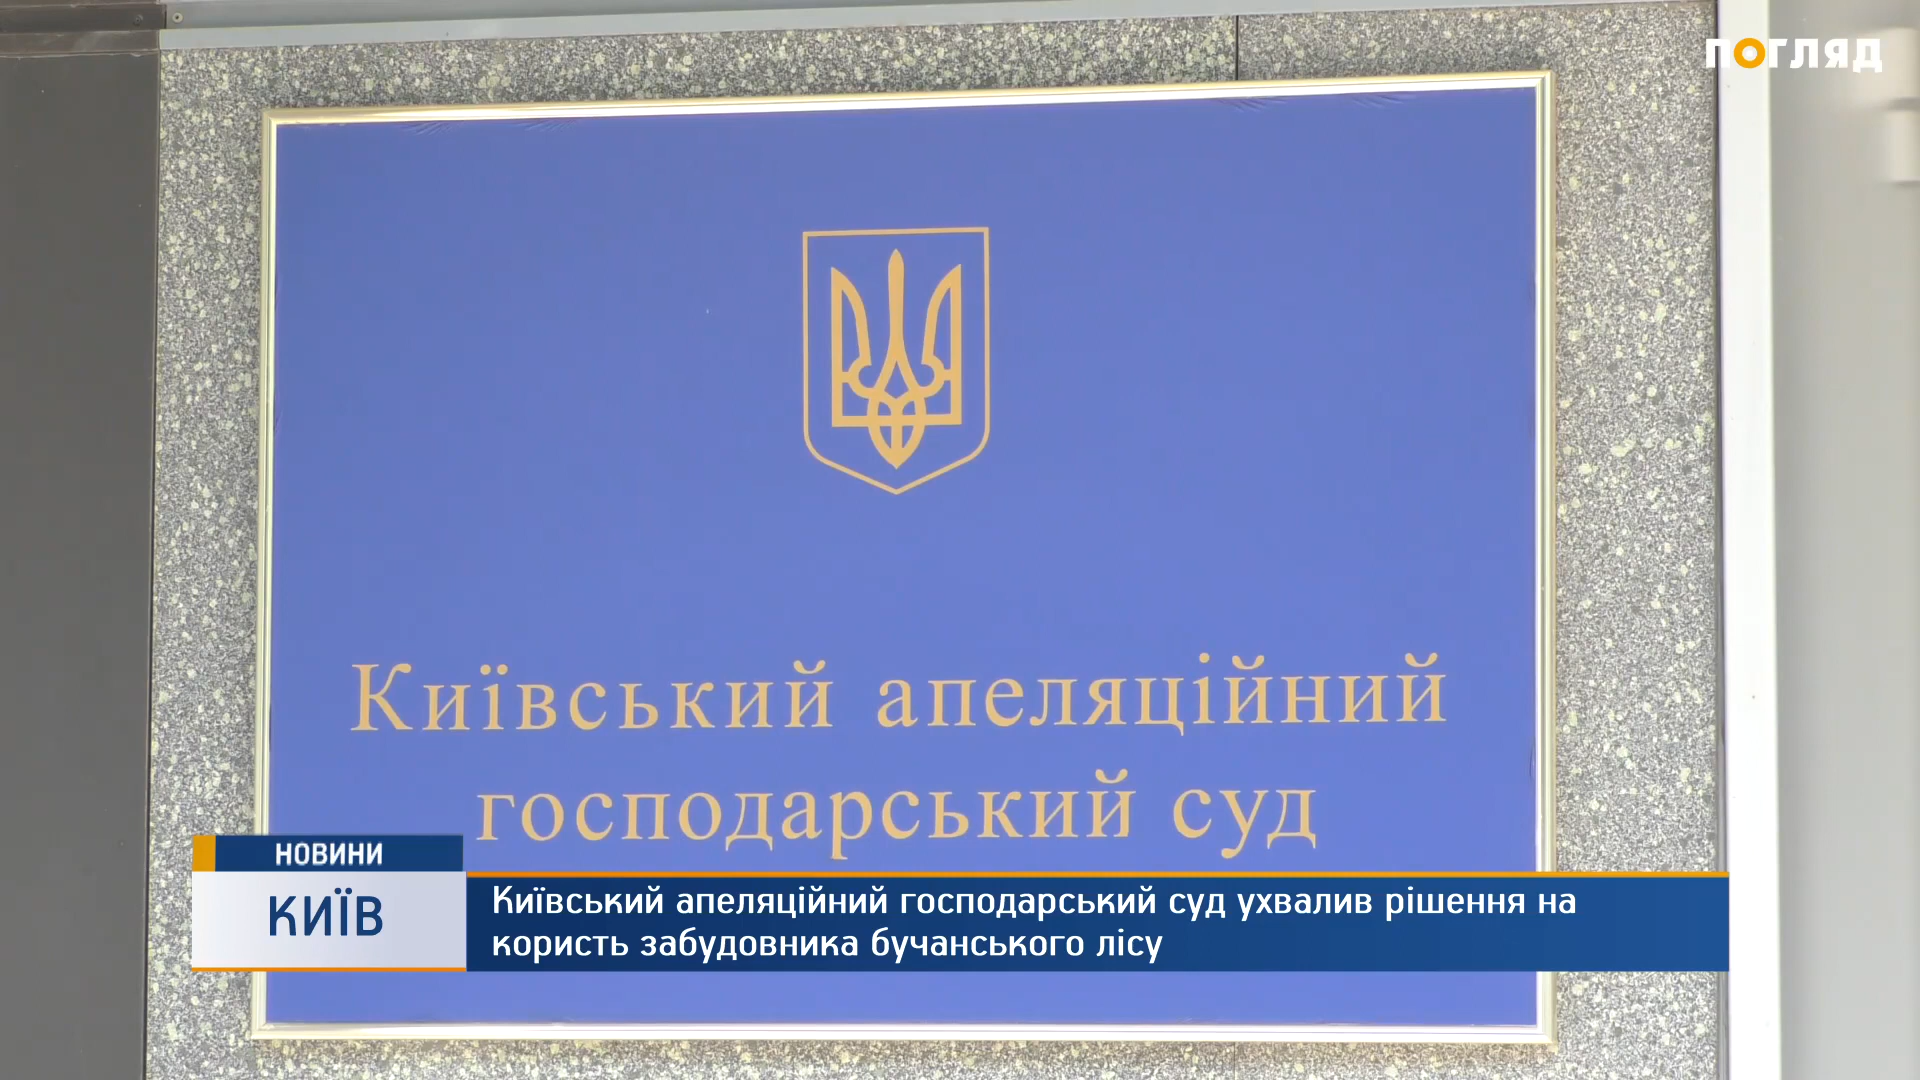 ПОГЛЯД
Київський апеляційний
господарський суд
НОВИНИ
КИЇВ
Київський апеляційний господарський суд ухвалив рішення на
користь забудовника бучанського лісу